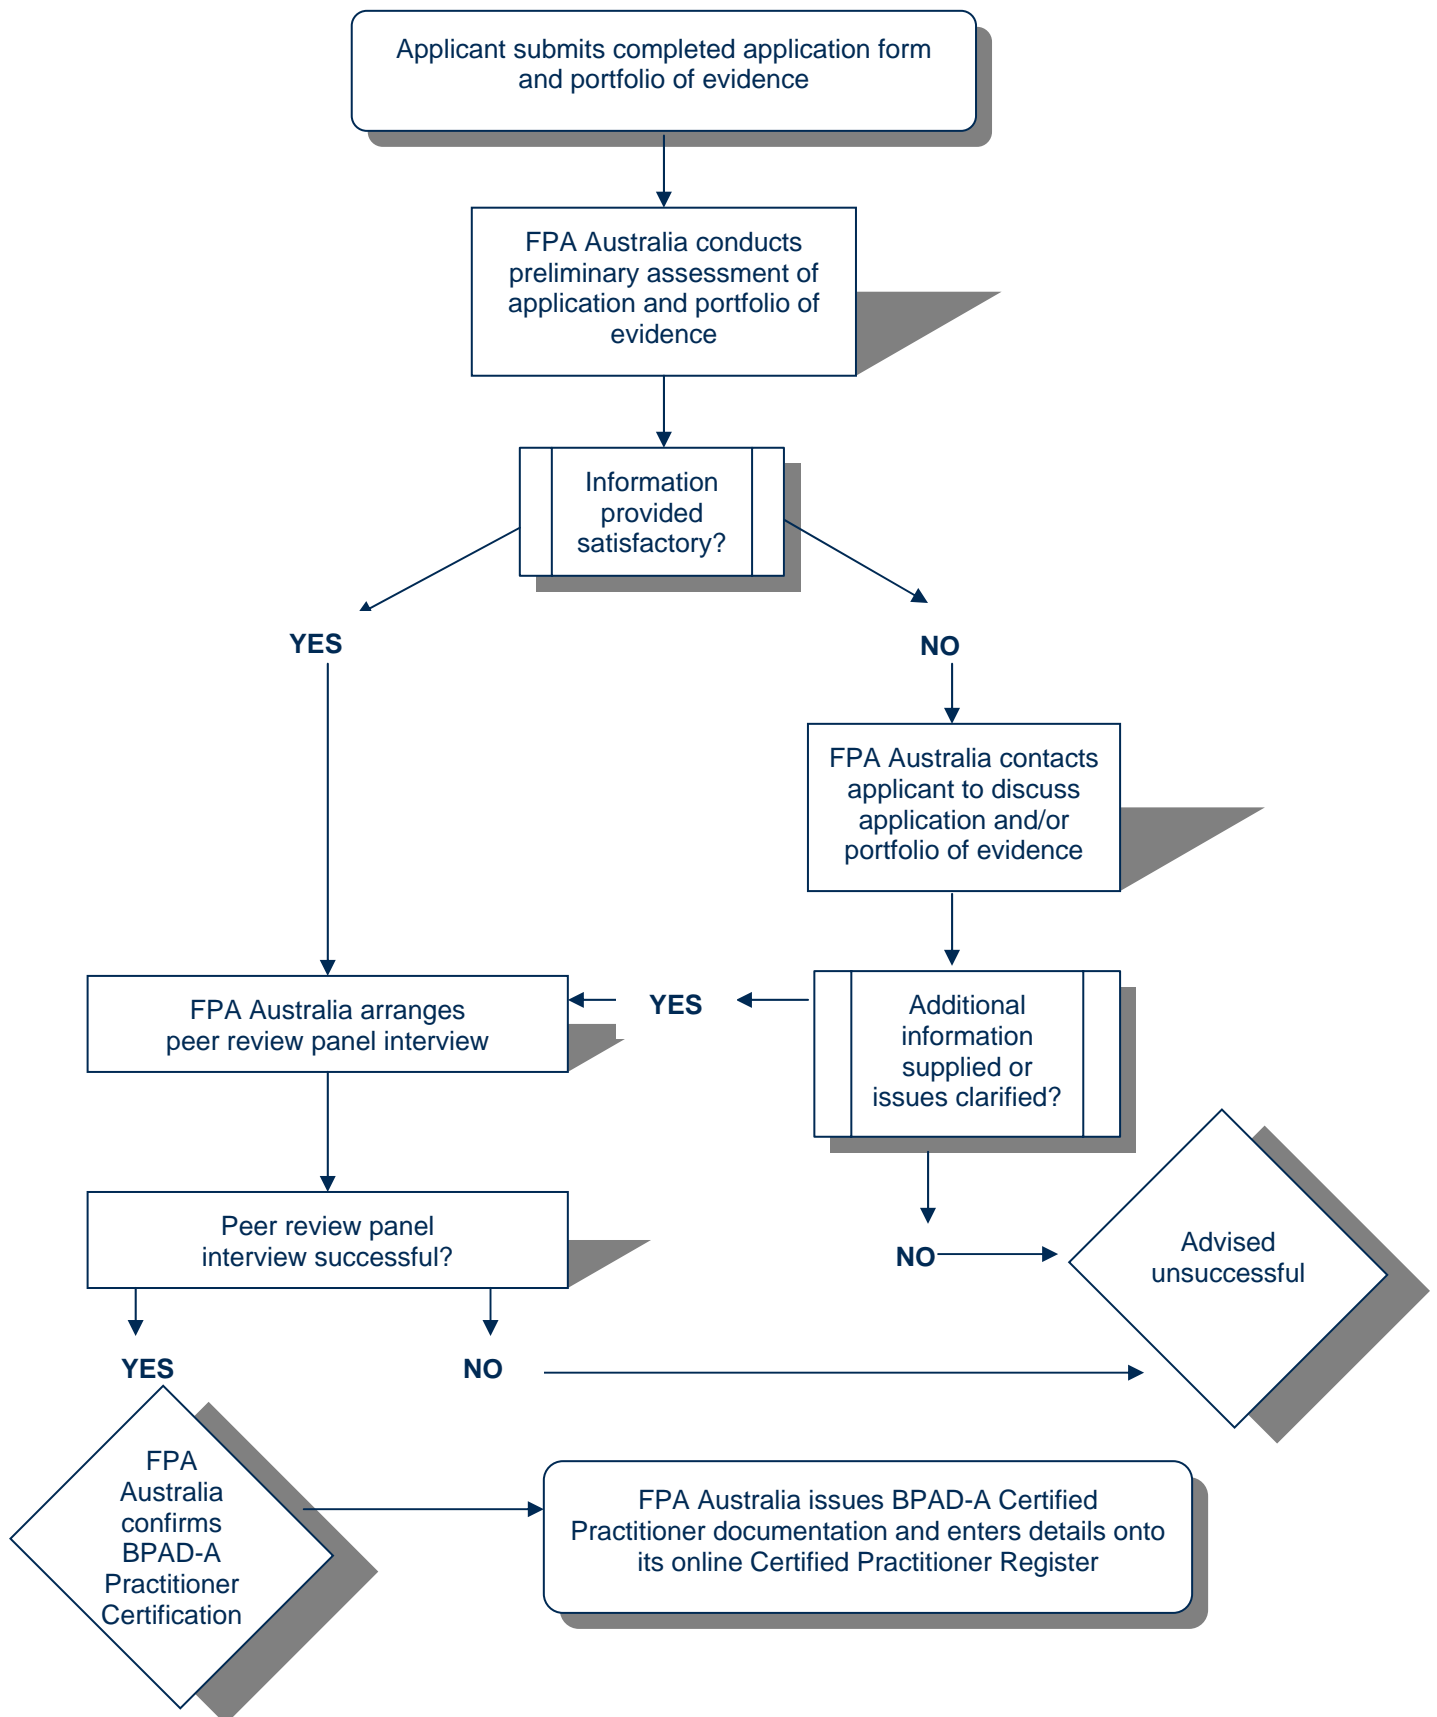 Applicant submits completed application form
and portfolio of evidence
FPA Australia conducts
preliminary assessment of
application and portfolio of
evidence
Information
provided
satisfactory?
YES
NO
FPA Australia contacts
applicant to discuss
application and/or
portfolio of evidence
FPA Australia arranges
peer review panel interview
YES
Additional
information
supplied or
issues clarified?
Peer review panel
interview successful?
NO
Advised
unsuccessful
YES
NO
FPA
Australia
confirms
BPAD-A
Practitioner
Certification
FPA Australia issues BPAD-A Certified
Practitioner documentation and enters details onto
its online Certified Practitioner Register